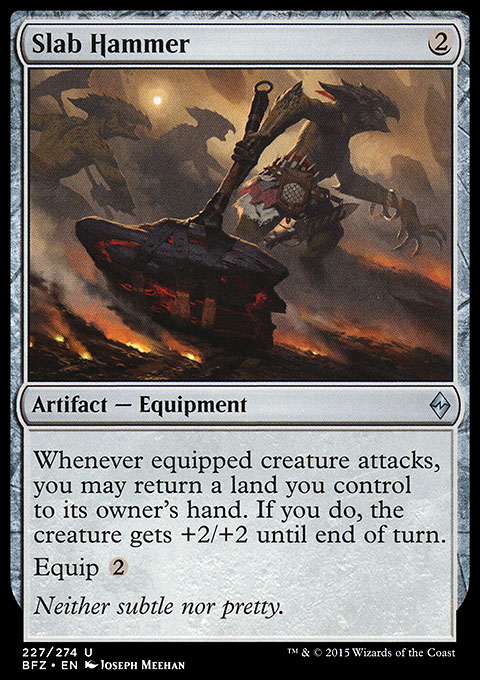 Slab Hammer 2
Artifact — Equipment
Whenever equipped creature attacks,
you may return a land you control
to its owner's hand. If you do, the
creature gets +2/+2 until end of turn.
Equip 2
Neither subtle nor pretty.
227/274 U
BFZ • EN Joseph Meehan
™ & © 2015 Wizards of the Coast